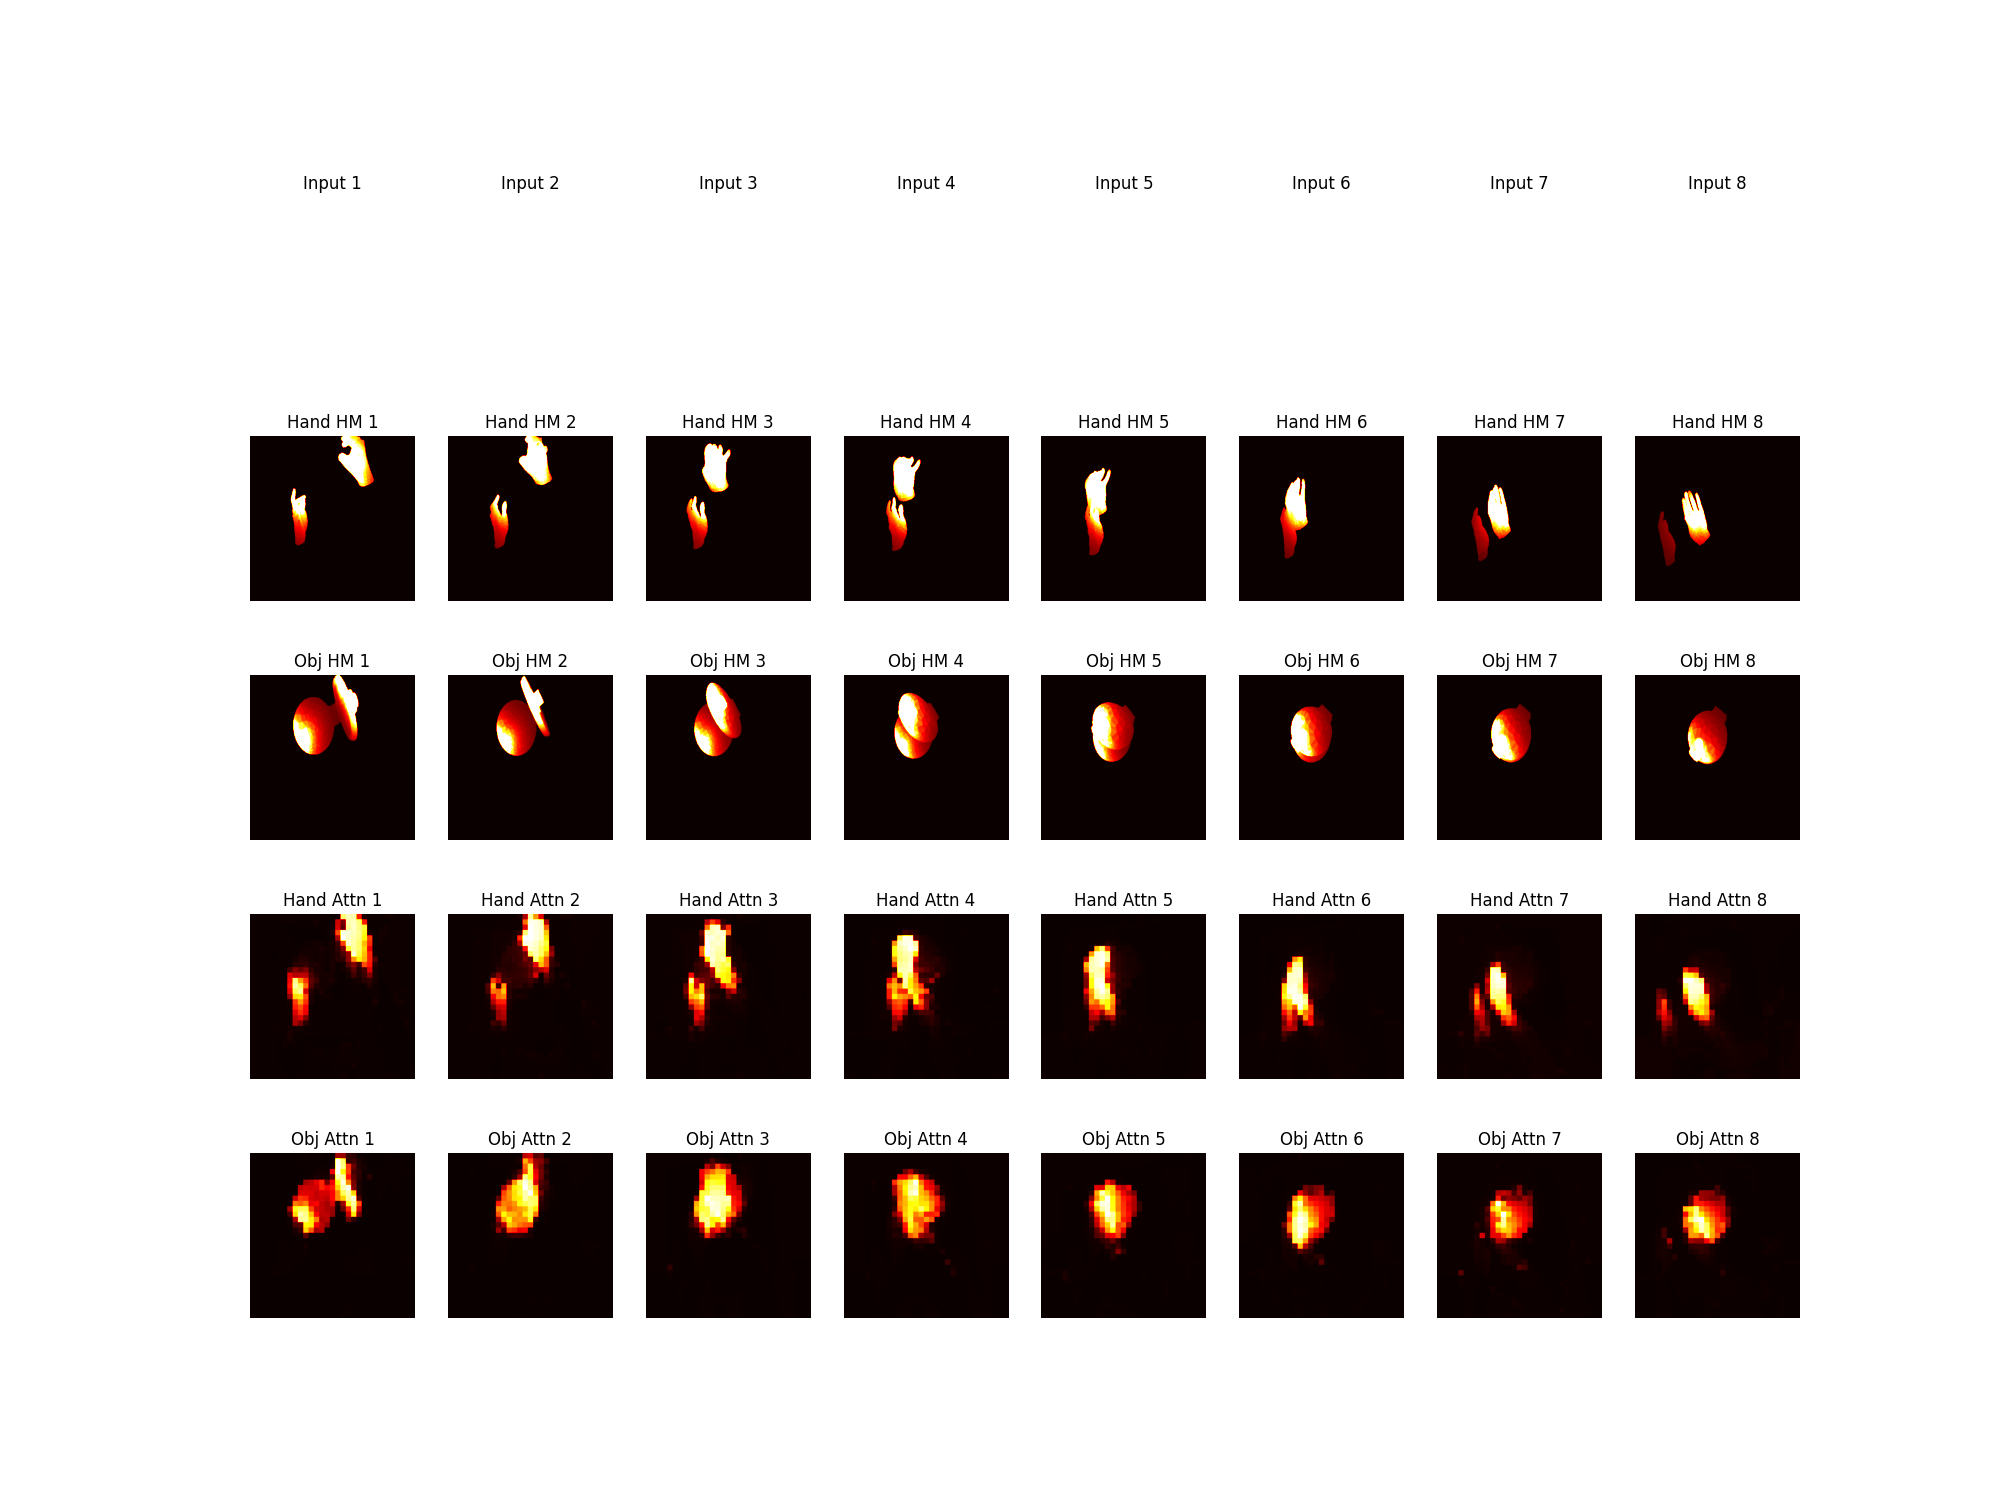 Input 1 Input 2 Input 3 Input 4 Input 5 Input 6 Input 7 Input 8
Hand HM 1 Hand HM 2 Hand HM 3 Hand HM 4 Hand HM 5 Hand HM 6 Hand HM 7 Hand HM 8
Obj HM 1 Obj HM 2 Obj HM 3 Obj HM 4 Obj HM 5 Obj HM 6 Obj HM 7 Obj HM 8
Hand Attn 1 Hand Attn 2 Hand Attn 3 Hand Attn 4 Hand Attn 5 Hand Attn 6 Hand Attn 7 Hand Attn 8
Obj Attn 1 Obj Attn 2 Obj Attn 3 Obj Attn 4 Obj Attn 5 Obj Attn 6 Obj Attn 7 Obj Attn 8